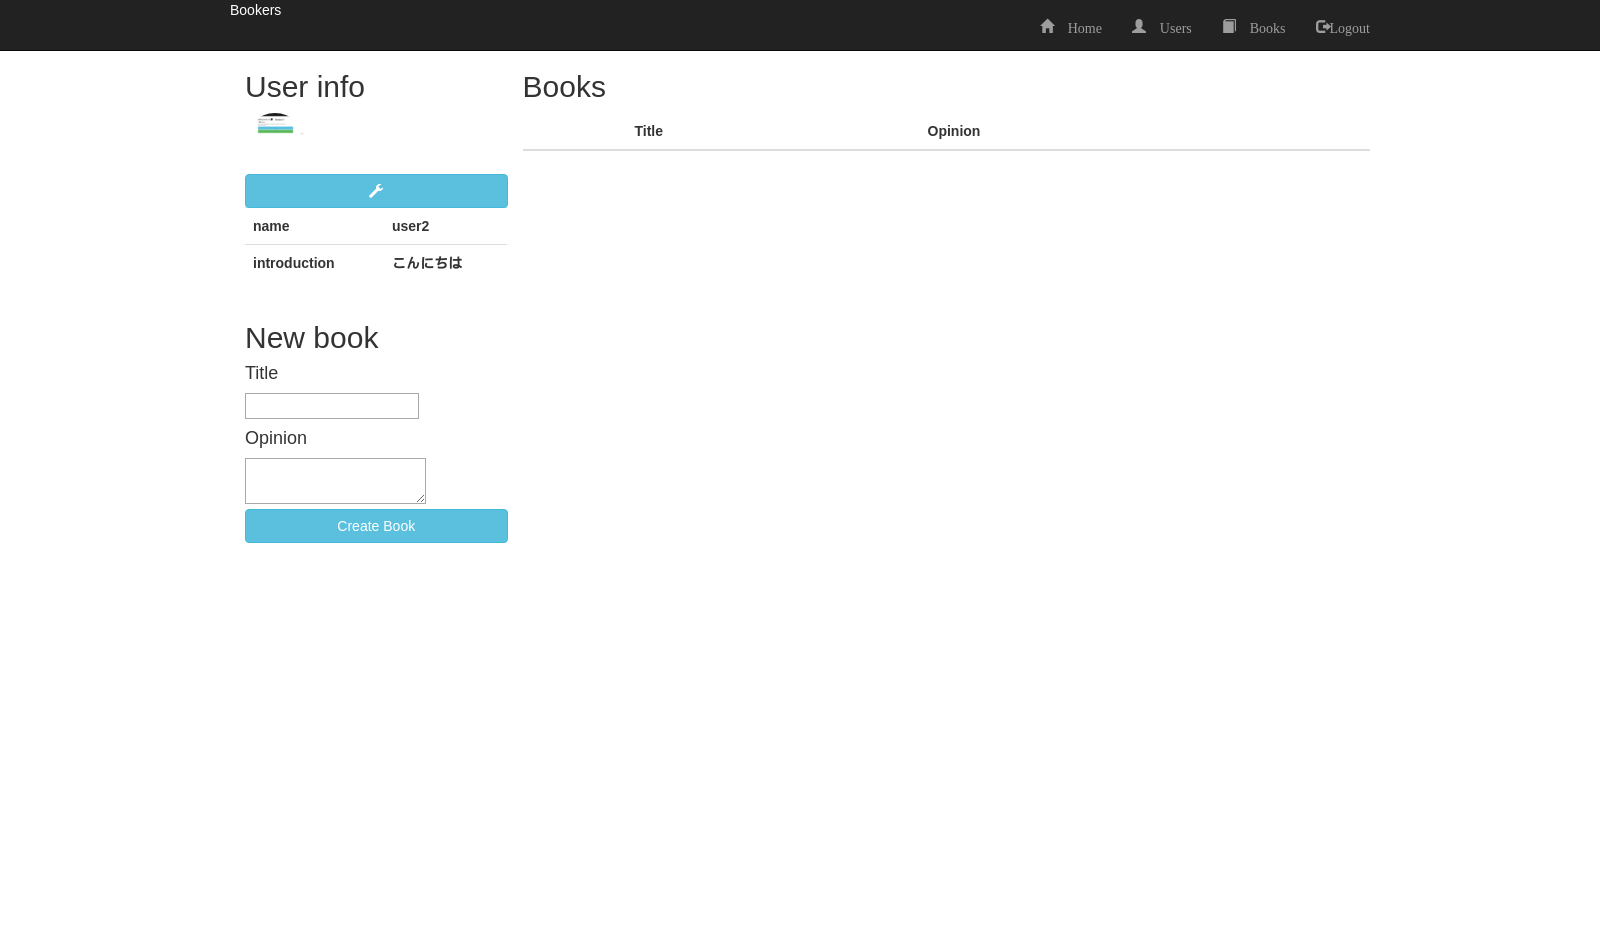 Bookers
Home Users Books Logout
User info
name user2
introduction こんにちは
New book
Title
Opinion
Create Book
Books
Title Opinion